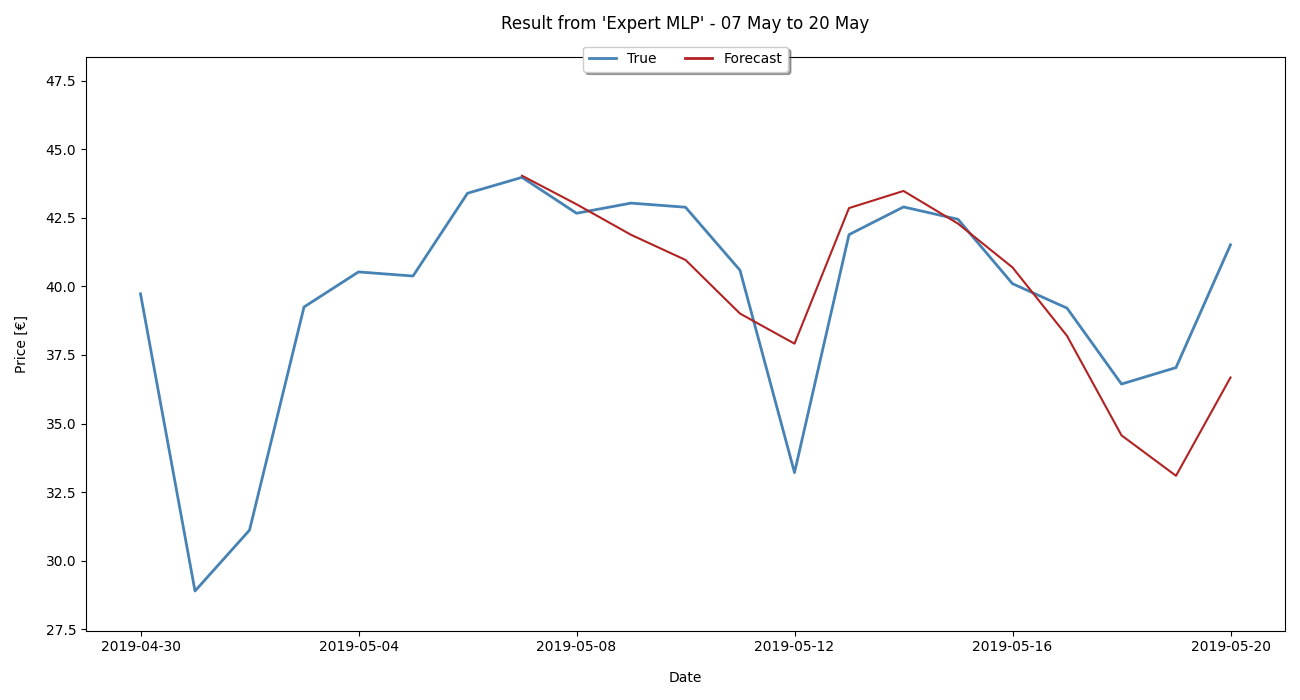 Result from 'Expert MLP' - 07 May to 20 May
True Forecast
47.5
45.0
42.5
40.0
37.5
35.0
32.5
30.0
27.5
Price [€]
2019-04-30 2019-05-04 2019-05-08 2019-05-12 2019-05-16 2019-05-20
Date